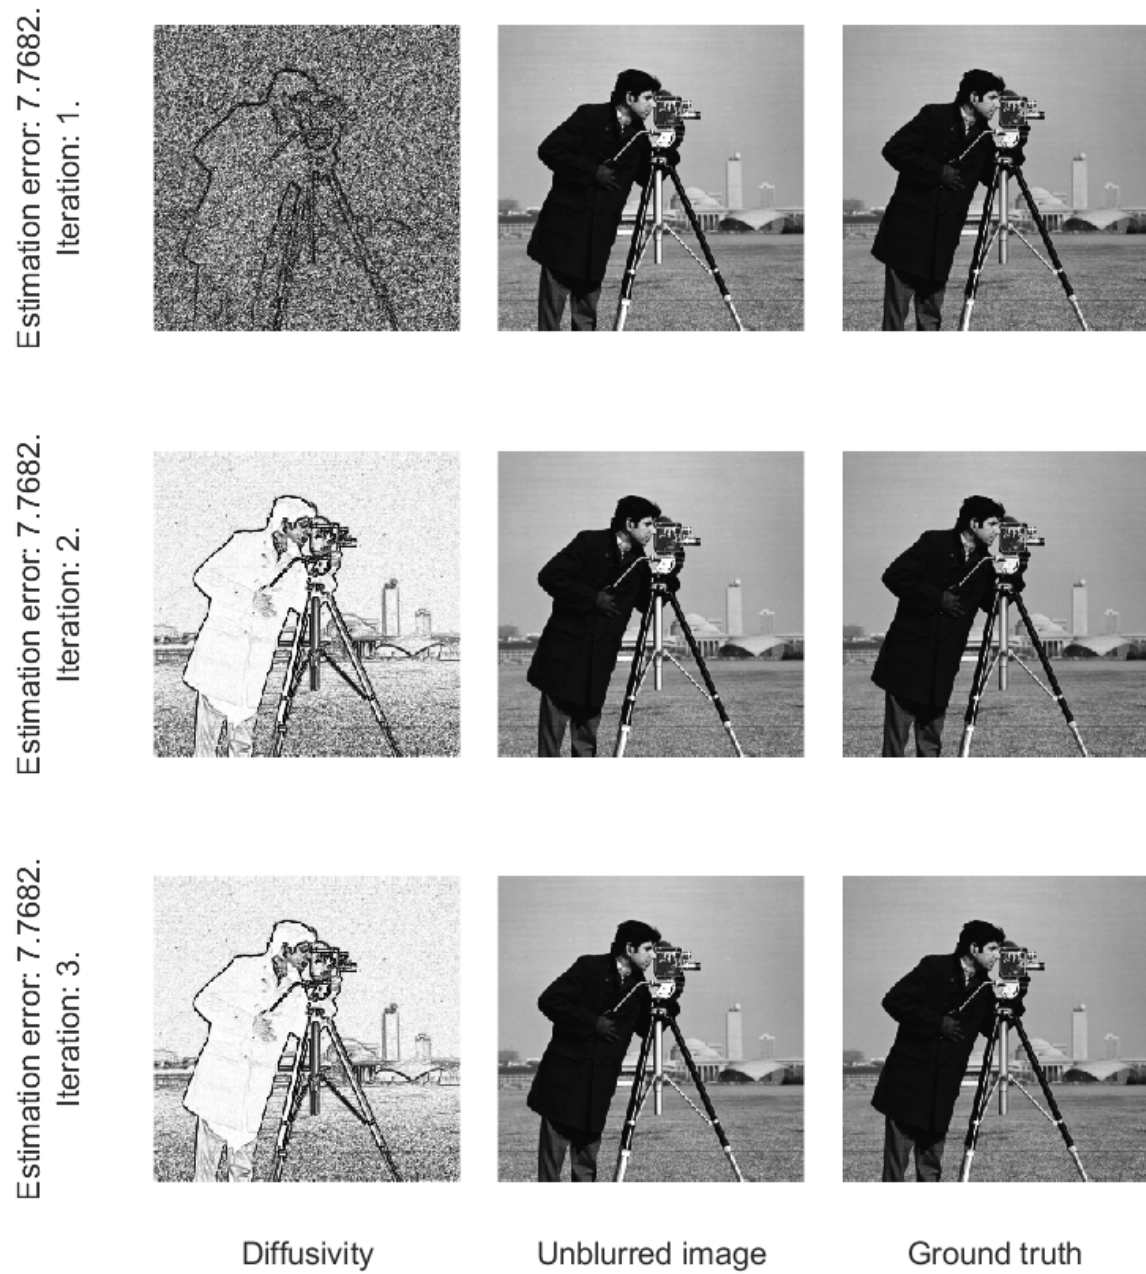 Estimation error: 7.7682.
Iteration: 1.
Estimation error: 7.7682.
Iteration: 2.
Estimation error: 7.7682.
Iteration: 3.
Diffusivity
Unblurred image
Ground truth